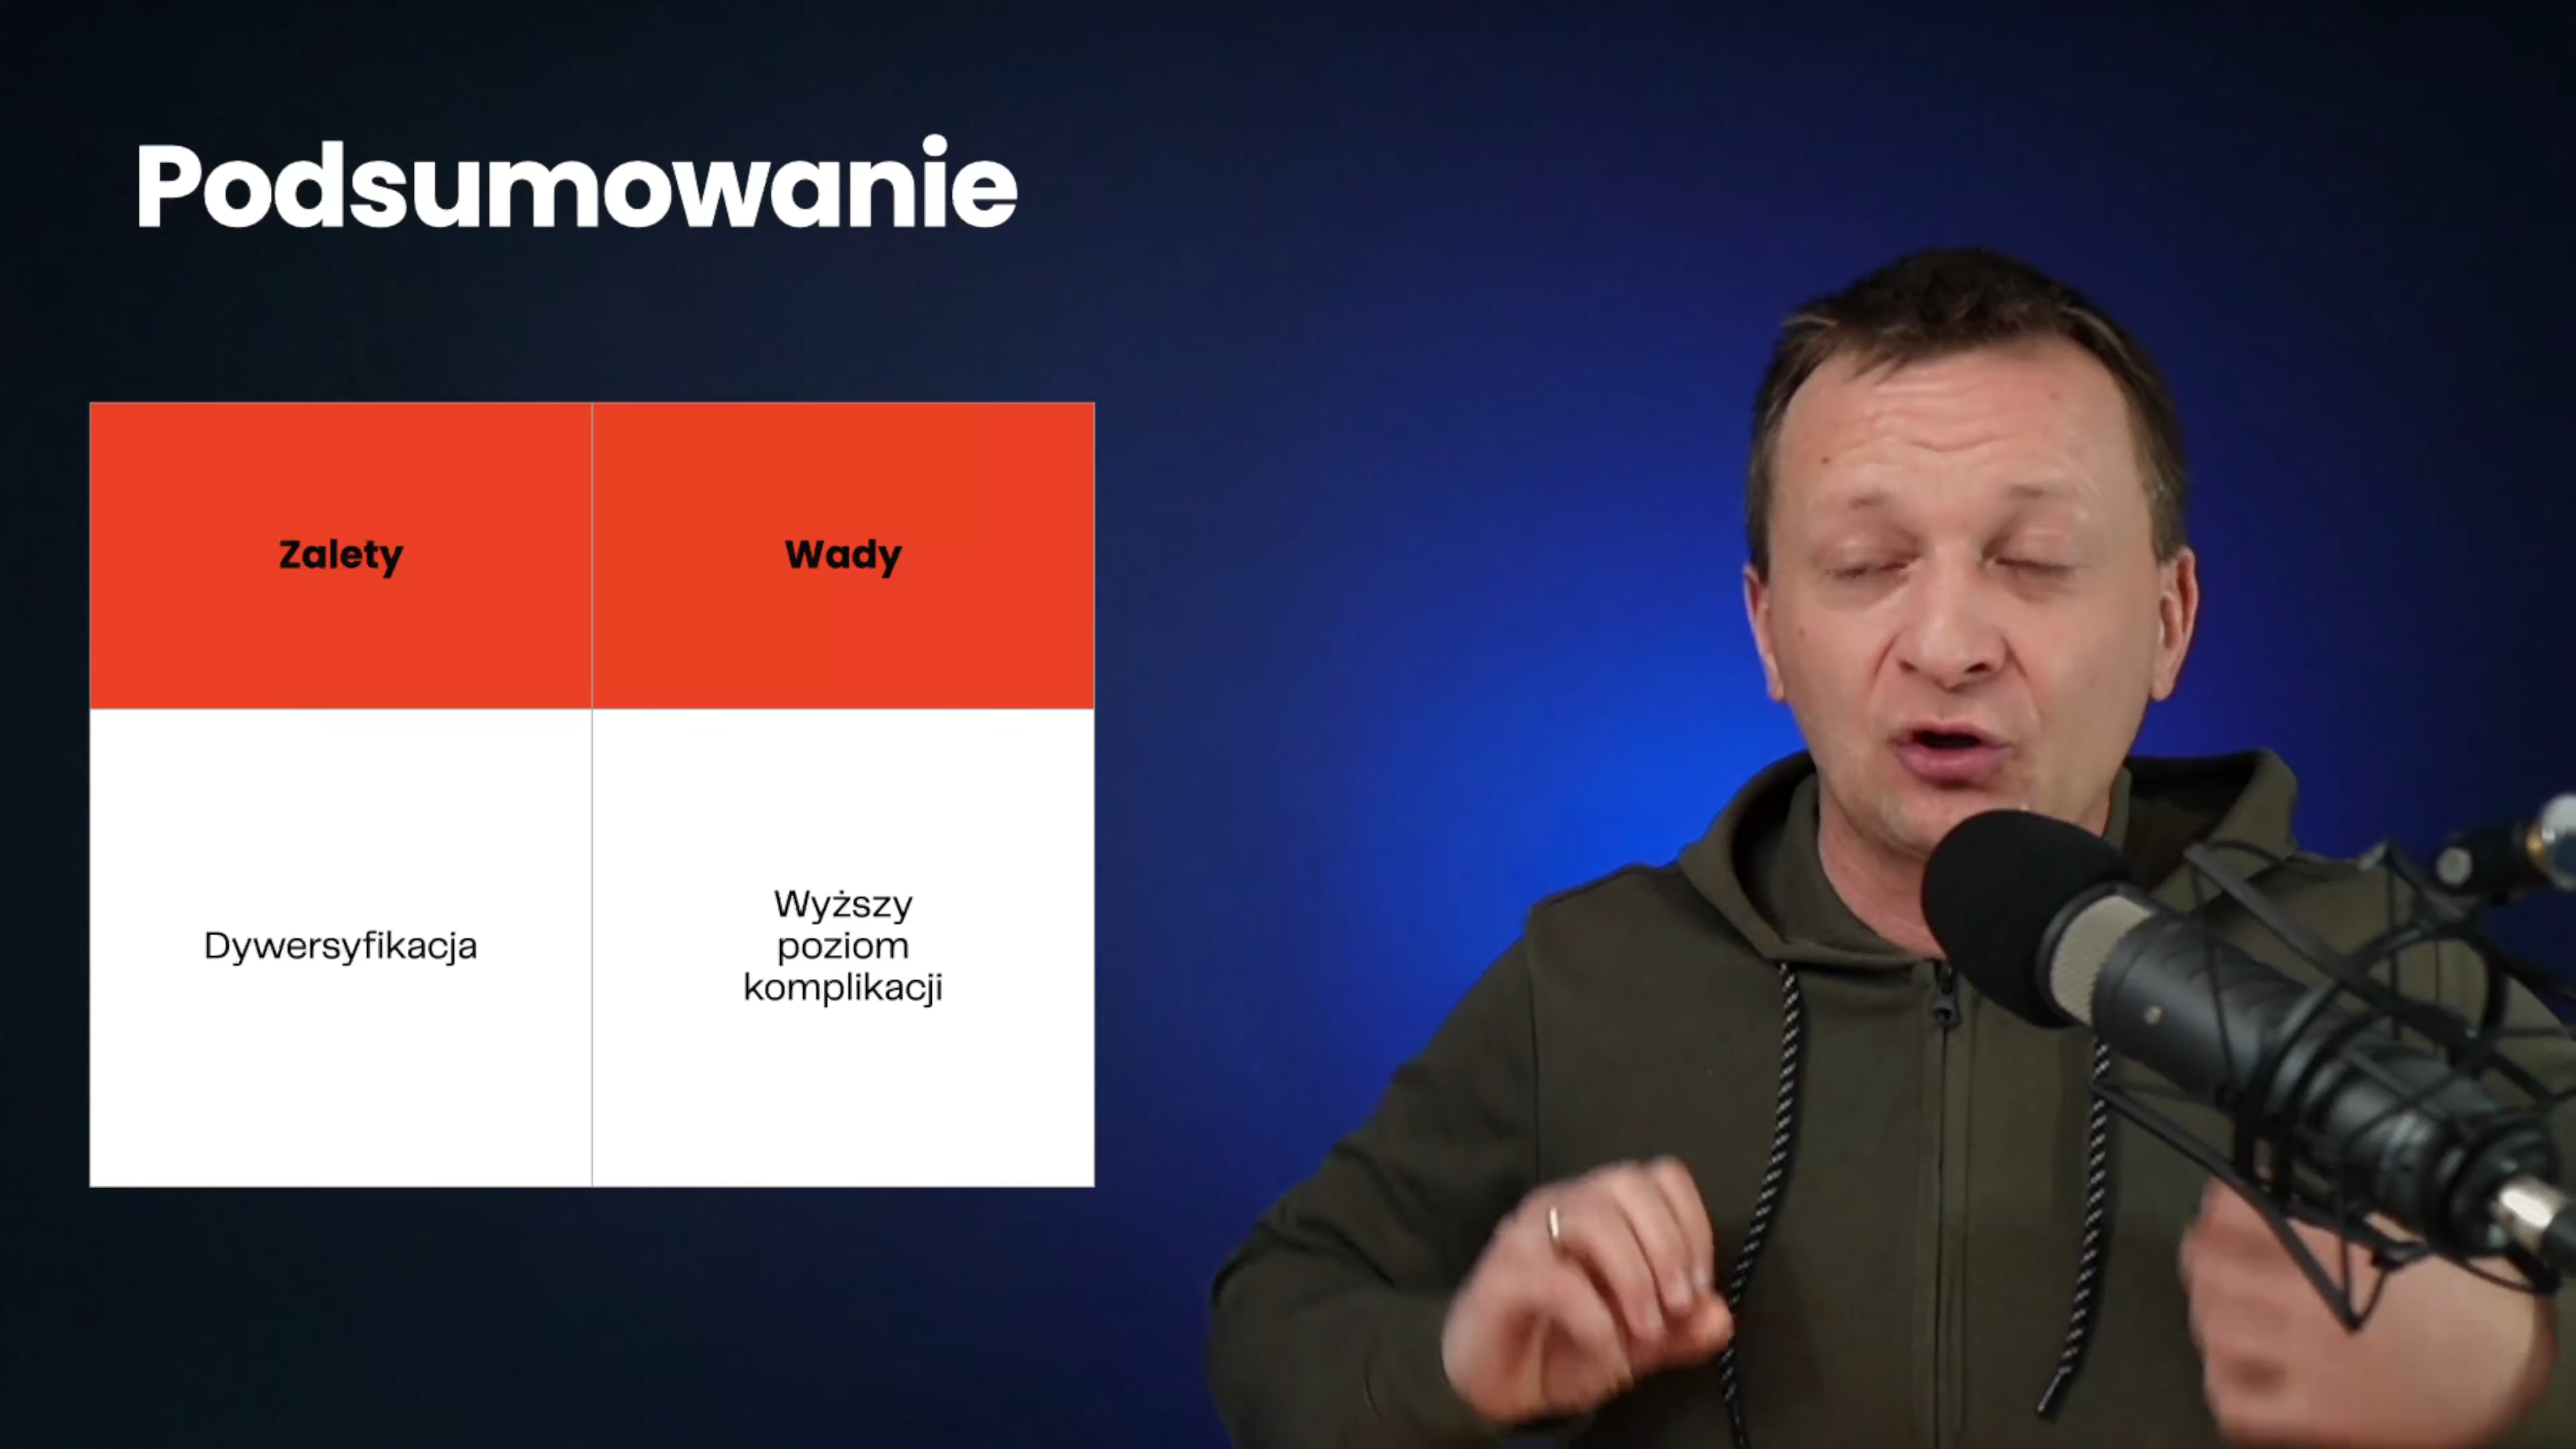 Podsumowanie
Zalety
Wady
Dywersyfikacja
Wyższy
poziom
komplikacji